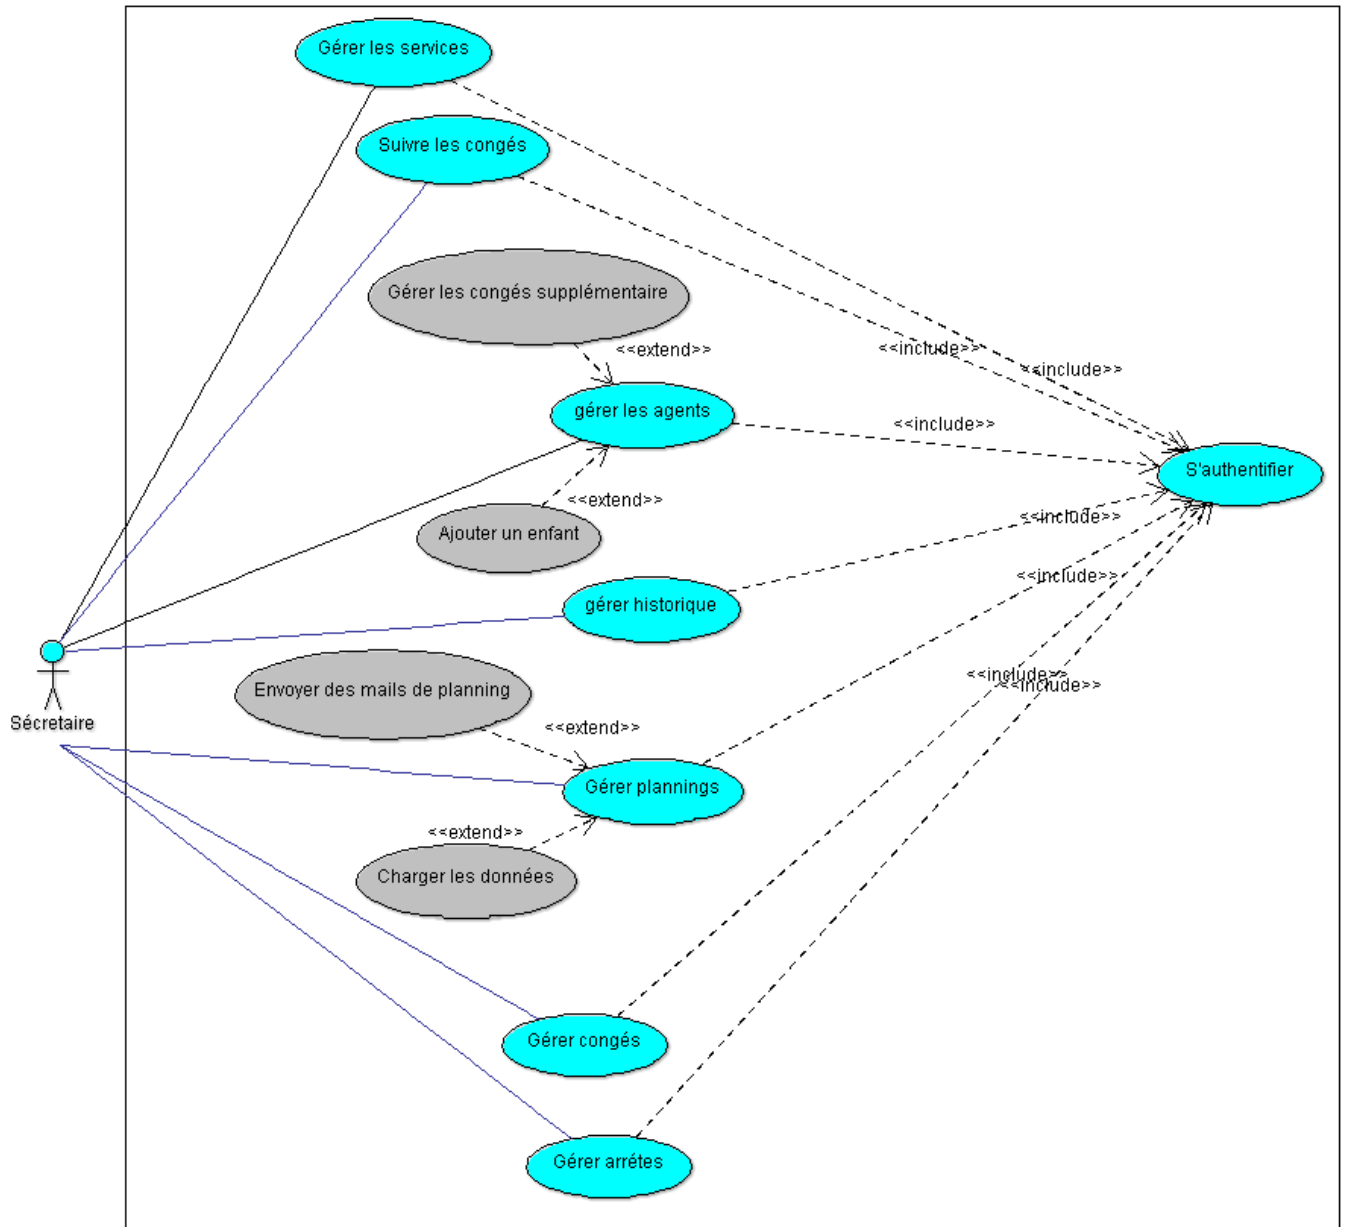 Gérer les services
Suivre les congés
Gérer les congés supplémentaire
<<extend>>
<<include>>
<<include>>
gérer les agents
<<include>>
S'authentifier
<<extend>>
Ajouter un enfant
<<include>>
<<include>>
gérer historique
Sécretaire
Envoyer des mails de planning
<<include>>
<<include>>
<<extend>>
Gérer plannings
<<extend>>
Charger les données
Gérer congés
Gérer arrétes